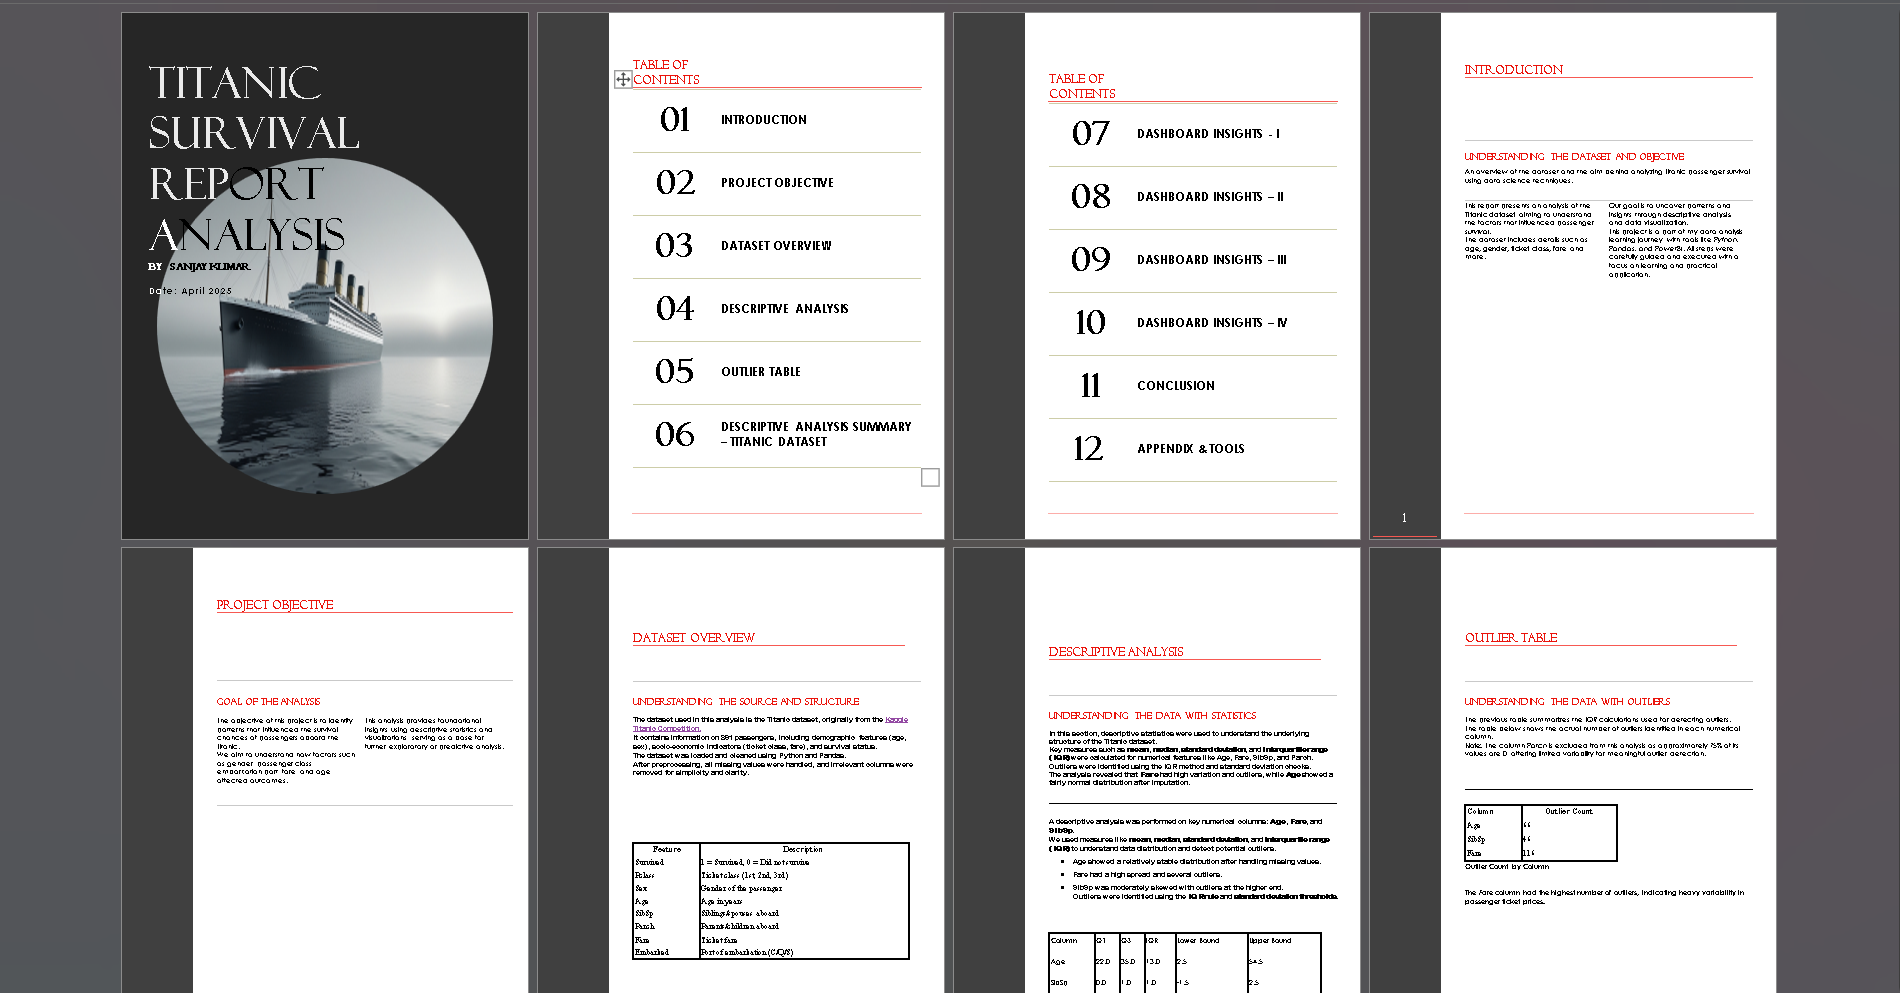 TITANIC
SURVIVAL
REPORT
ANALYSIS
BY SANJAY KUMAR
Date: April 2025
TABLE OF
CONTENTS
01 INTRODUCTION
02 PROJECT OBJECTIVE
03 DATASET OVERVIEW
04 DESCRIPTIVE ANALYSIS
05 OUTLIER TABLE
06 DESCRIPTIVE ANALYSIS SUMMARY
– TITANIC DATASET
TABLE OF
CONTENTS
07 DASHBOARD INSIGHTS - I
08 DASHBOARD INSIGHTS – II
09 DASHBOARD INSIGHTS – III
10 DASHBOARD INSIGHTS – IV
11 CONCLUSION
12 APPENDIX & TOOLS
INTRODUCTION
UNDERSTANDING THE DATASET AND OBJECTIVE
An overview of the dataset and the aim behind analyzing Titanic passenger survival
using data science techniques.
This report presents an analysis of the
Titanic dataset aiming to understand
the factors that influenced passenger
survival.
The dataset includes details such as
age, gender, ticket class, fare and
more.
Our goal is to uncover patterns and
insights through descriptive analysis
and data visualization.
This project is a part of my data analysis
learning journey with tools like Python,
Pandas, and PowerBI. All steps were
carefully guided and executed with a
focus on learning and practical
application.
1
PROJECT OBJECTIVE
GOAL OF THE ANALYSIS
The objective of this project is to identify
patterns that influenced the survival
chances of passengers aboard the
Titanic.
We aim to understand how factors such
as gender passenger class
embarkation port fare and age
affected outcomes.
This analysis provides foundational
insights using descriptive statistics and
visualizations serving as a base for
further exploratory or predictive analysis.
DATASET OVERVIEW
UNDERSTANDING THE SOURCE AND STRUCTURE
The dataset used in this analysis is the Titanic dataset, originally from the Kaggle
Titanic Competition.
It contains information on 891 passengers, including demographic features (age,
sex), socio-economic indicators (ticket class, fare), and survival status.
The dataset was loaded and cleaned using Python and Pandas.
After preprocessing, all missing values were handled, and irrelevant columns were
removed for simplicity and clarity.
Feature Description
Survived 1 = Survived, 0 = Did not survive
Pclass Ticket class (1st, 2nd, 3rd)
Sex Gender of the passenger
Age Age in years
SibSp Siblings/spouses aboard
Parch Parents/children aboard
Fare Ticket fare
Embarked Port of embarkation (C/Q/S)
DESCRIPTIVE ANALYSIS
UNDERSTANDING THE DATA WITH STATISTICS
In this section, descriptive statistics were used to understand the underlying
structure of the Titanic dataset.
Key measures such as mean, median, standard deviation, and interquartile range
(IQR) were calculated for numerical features like Age, Fare, SibSp, and Parch.
Outliers were identified using the IQR method and standard deviation checks.
The analysis revealed that Fare had high variation and outliers, while Age showed a
fairly normal distribution after imputation.
A descriptive analysis was performed on key numerical columns: Age, Fare, and
SibSp.
We used measures like mean, median, standard deviation, and interquartile range
(IQR) to understand data distribution and detect potential outliers.
• Age showed a relatively stable distribution after handling missing values.
• Fare had a high spread and several outliers.
• SibSp was moderately skewed with outliers at the higher end.
Outliers were identified using the IQR rule and standard deviation thresholds.
Column Q1 Q3 IQR Lower Bound Upper Bound
Age 22.0 35.0 13.0 2.5 54.5
SibSp 0.0 1.0 1.0 -1.5 2.5
OUTLIER TABLE
UNDERSTANDING THE DATA WITH OUTLIERS
The previous table summarizes the IQR calculations used for detecting outliers.
The table below shows the actual number of outliers identified in each numerical
column.
Note: The column Parch is excluded from this analysis as approximately 75% of its
values are 0 offering limited variability for meaningful outlier detection.
Column Outlier Count
Age 66
SibSp 46
Fare 116
Outlier Count by Column
The Fare column had the highest number of outliers, indicating heavy variability in
passenger ticket prices.